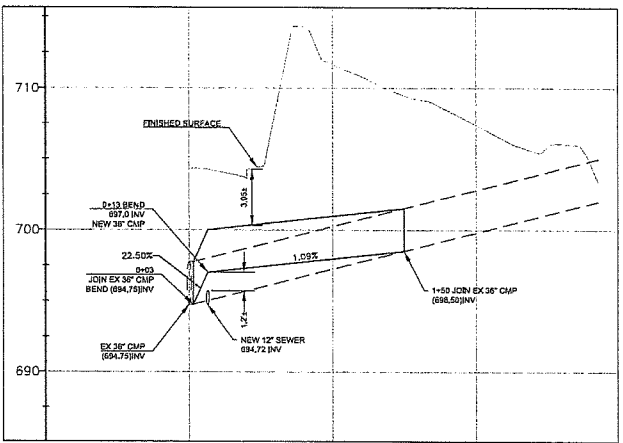 710
FINISHED SURFACE
3.05±
0+13 BEND
697.0 INV
NEW 36" CMP
700
22.50%
1.09%
0+03
JOIN EX 36" CMP
BEND (694.75)INV
1+50 JOIN EX 36" CMP
(698.50)INV
1.2'±
EX 36" CMP
(694.75)INV
NEW 12" SEWER
694.72 INV
690